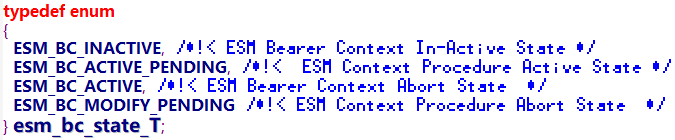 typedef enum
{
ESM_BC_INACTIVE, /*!< ESM Bearer Context In-Active State */
ESM_BC_ACTIVE_PENDING, /*!< ESM Context Procedure Active State */
ESM_BC_ACTIVE, /*!< ESM Bearer Context Abort State */
ESM_BC_MODIFY_PENDING /*!< ESM Context Procedure Abort State */
} esm_bc_state_T;